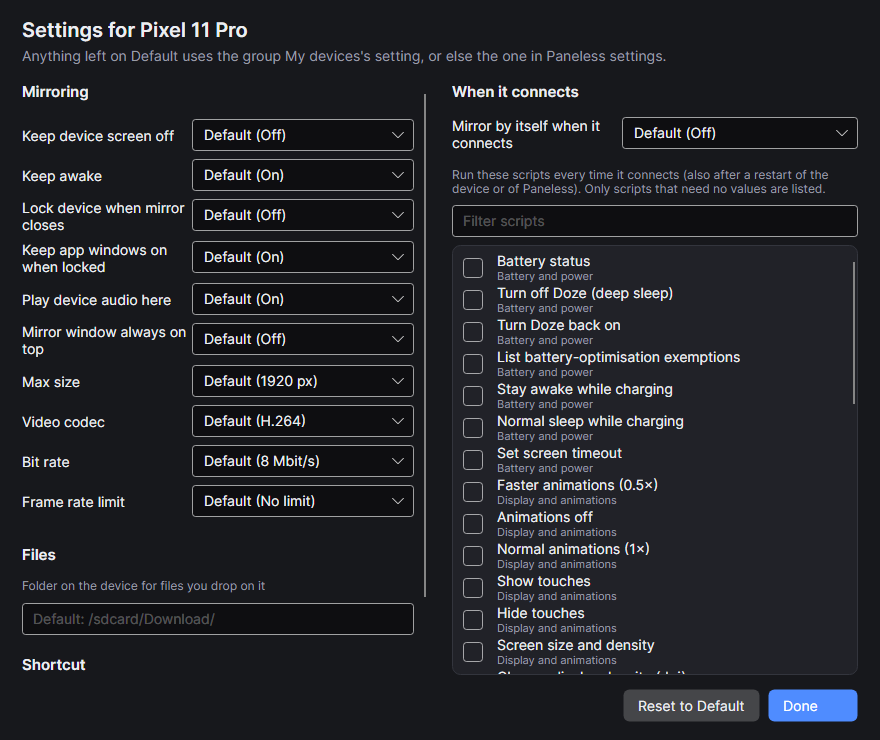 Settings for Pixel 11 Pro
Anything left on Default uses the group My devices's setting, or else the one in Paneless settings.
Mirroring
Keep device screen off
Default (Off)
Keep awake
Default (On)
Lock device when mirror
closes
Default (Off)
Keep app windows on
when locked
Default (On)
Play device audio here
Default (On)
Mirror window always on
top
Default (Off)
Max size
Default (1920 px)
Video codec
Default (H.264)
Bit rate
Default (8 Mbit/s)
Frame rate limit
Default (No limit)
Files
Folder on the device for files you drop on it
Default: /sdcard/Download/
Shortcut
When it connects
Mirror by itself when it
connects
Default (Off)
Run these scripts every time it connects (also after a restart of the
device or of Paneless). Only scripts that need no values are listed.
Filter scripts
Battery status
Battery and power
Turn off Doze (deep sleep)
Battery and power
Turn Doze back on
Battery and power
List battery-optimisation exemptions
Battery and power
Stay awake while charging
Battery and power
Normal sleep while charging
Battery and power
Set screen timeout
Battery and power
Faster animations (0.5×)
Display and animations
Animations off
Display and animations
Normal animations (1×)
Display and animations
Show touches
Display and animations
Hide touches
Display and animations
Screen size and density
Display and animations
Reset to Default
Done